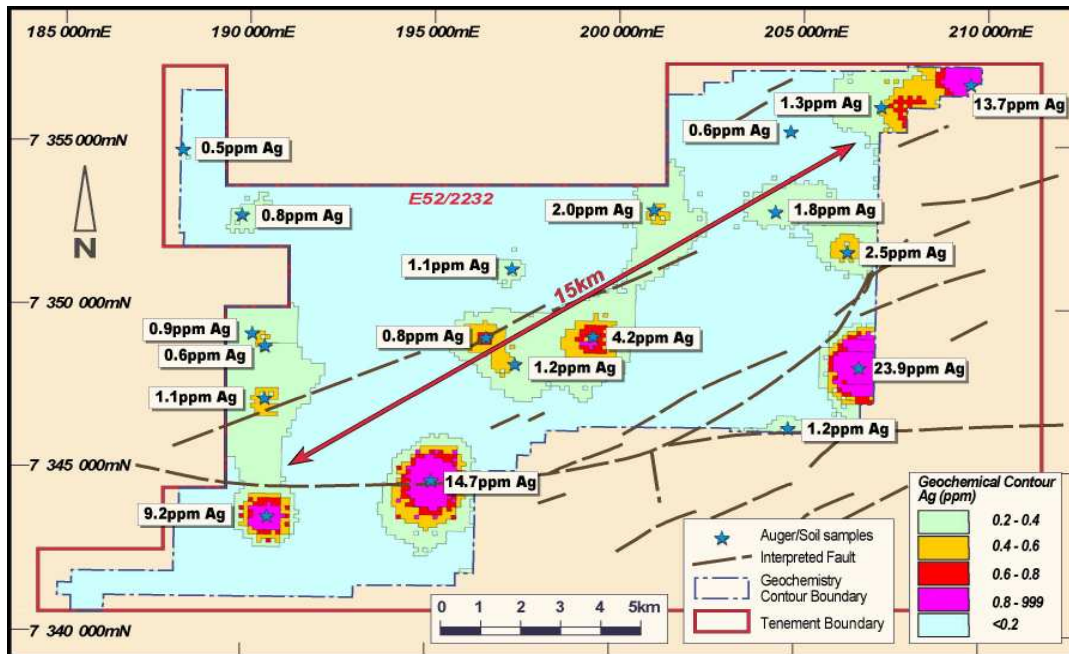 185 000mE
190 000mE
195 000mE
200 000mE
205 000mE
210 000mE
1.3ppm Ag
13.7ppm Ag
0.6ppm Ag
7 355 000mN
0.5ppm Ag
E52/2232
0.8ppm Ag
2.0ppm Ag
1.8ppm Ag
N
2.5ppm Ag
1.1ppm Ag
15km
7 350 000mN
0.9ppm Ag
0.8ppm Ag
4.2ppm Ag
0.6ppm Ag
1.2ppm Ag
23.9ppm Ag
1.1ppm Ag
1.2ppm Ag
7 345 000mN
14.7ppm Ag
9.2ppm Ag
Geochemical Contour
Ag (ppm)
0.2 - 0.4
0.4 - 0.6
0.6 - 0.8
0.8 - 999
<0.2
Auger/Soil samples
Interpreted Fault
Geochemistry
Contour Boundary
Tenement Boundary
0 1 2 3 4 5km
7 340 000mN